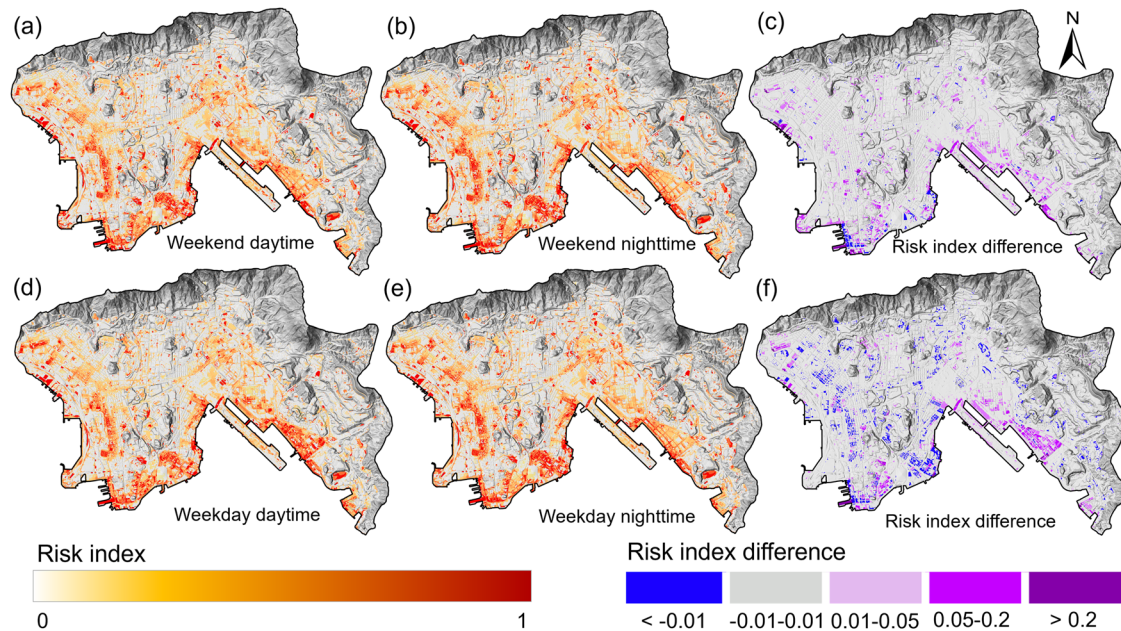 (a)
(b)
(c)
N
Weekend daytime
Weekend nighttime
Risk index difference
(d)
(e)
(f)
Weekday daytime
Weekday nighttime
Risk index difference
Risk index
0
1
Risk index difference
< -0.01
-0.01-0.01
0.01-0.05
0.05-0.2
> 0.2